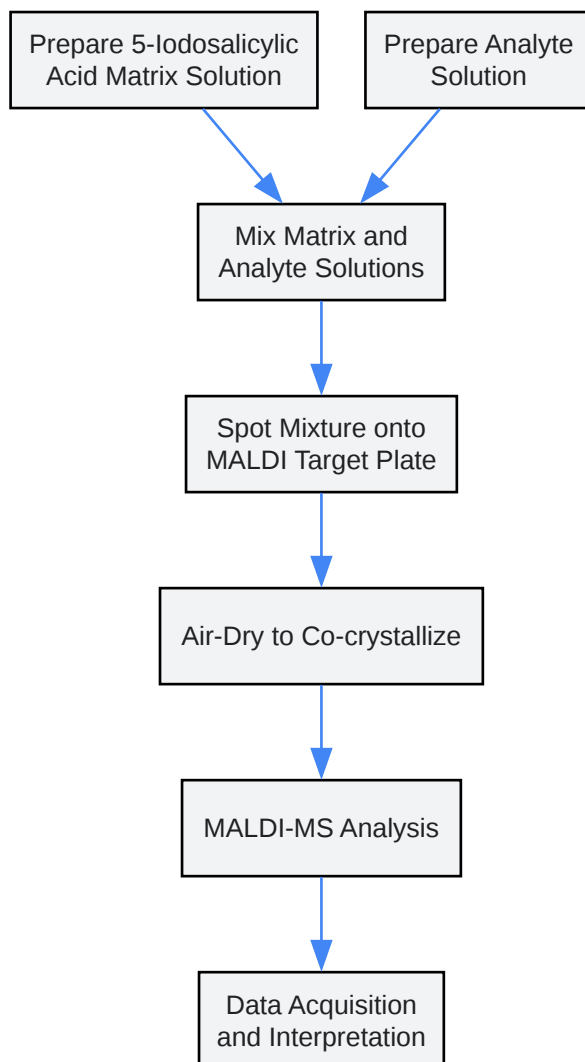 Prepare 5-Iodosalicylic
Acid Matrix Solution
Prepare Analyte
Solution
Mix Matrix and
Analyte Solutions
Spot Mixture onto
MALDI Target Plate
Air-Dry to Co-crystallize
MALDI-MS Analysis
Data Acquisition
and Interpretation